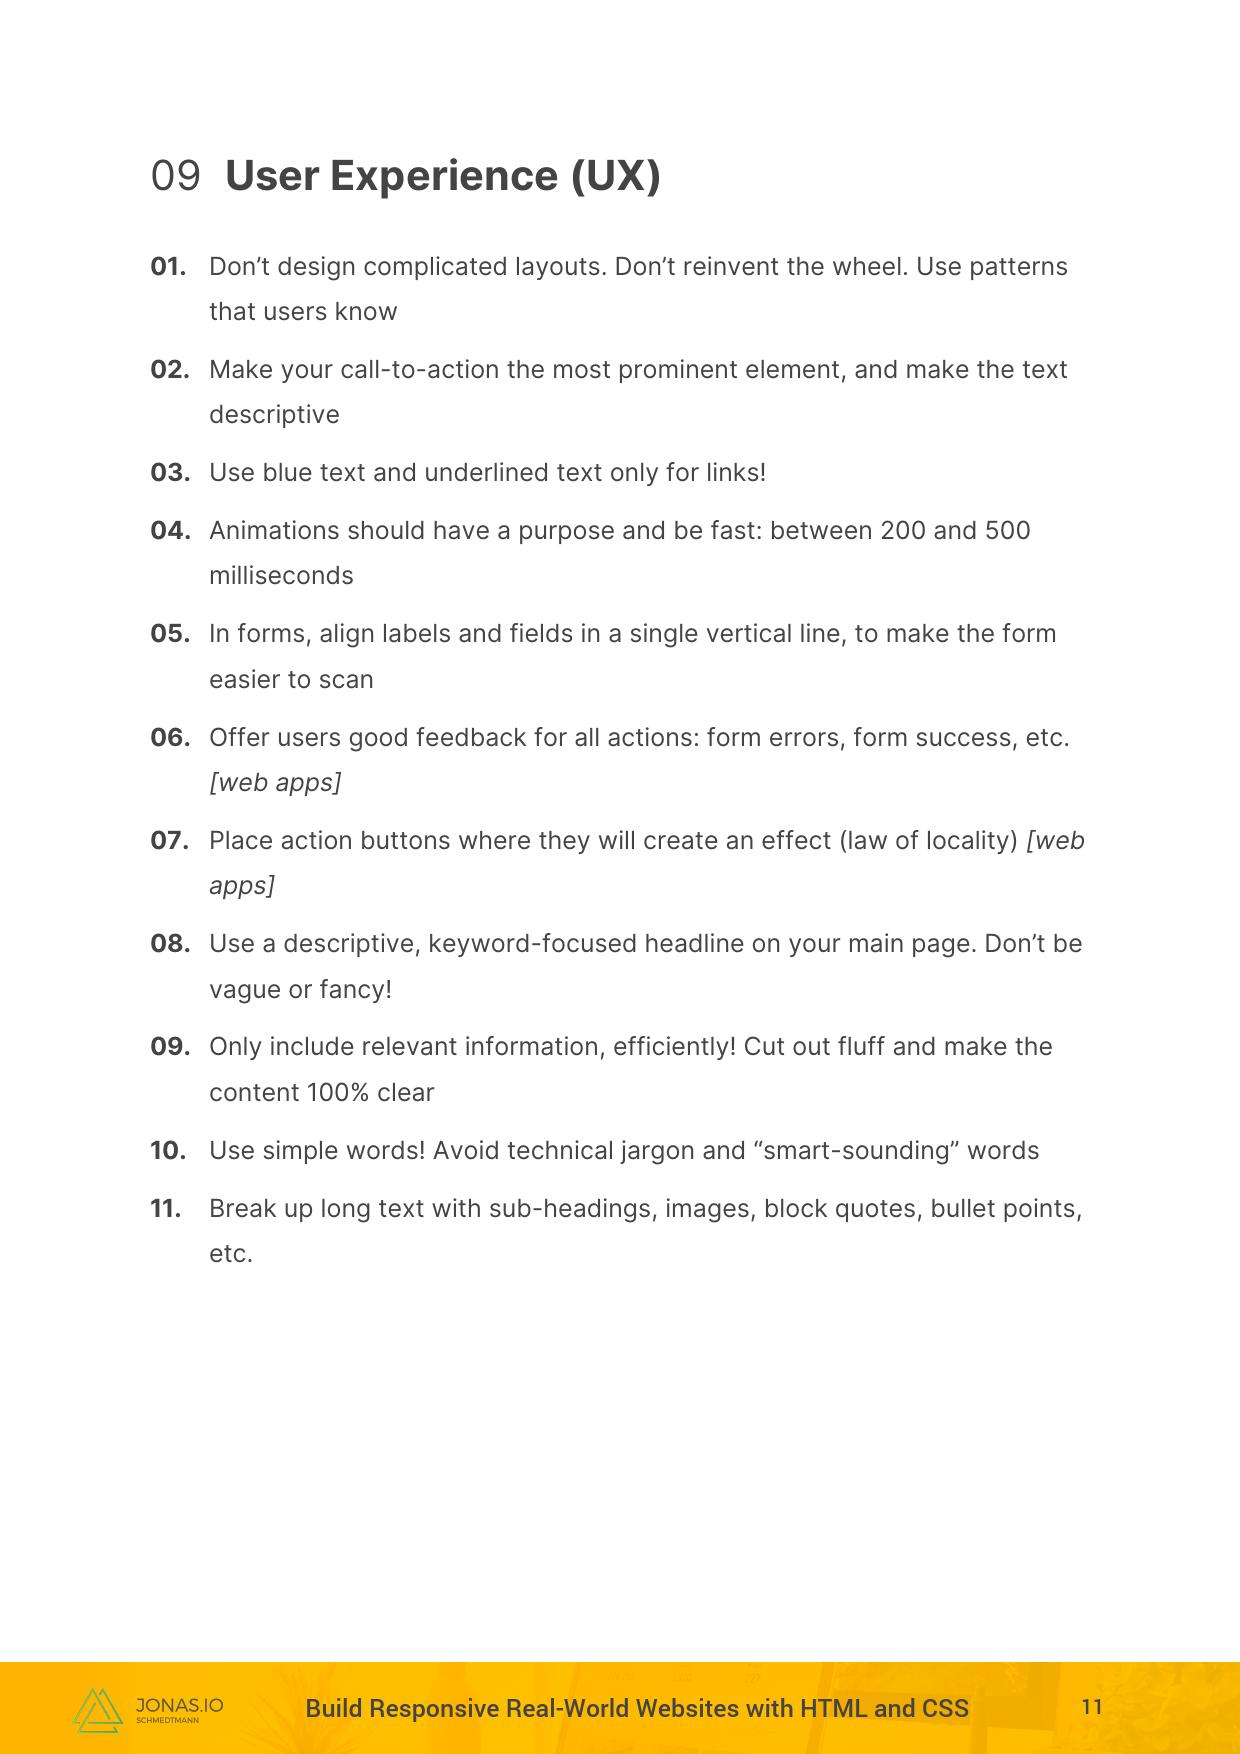 09 User Experience (UX)
01. Don’t design complicated layouts. Don’t reinvent the wheel. Use patterns
that users know
02. Make your call-to-action the most prominent element, and make the text
descriptive
03. Use blue text and underlined text only for links!
04. Animations should have a purpose and be fast: between 200 and 500
milliseconds
05. In forms, align labels and fields in a single vertical line, to make the form
easier to scan
06. Offer users good feedback for all actions: form errors, form success, etc.
[web apps]
07. Place action buttons where they will create an effect (law of locality) [web
apps]
08. Use a descriptive, keyword-focused headline on your main page. Don’t be
vague or fancy!
09. Only include relevant information, efficiently! Cut out fluff and make the
content 100% clear
10. Use simple words! Avoid technical jargon and “smart-sounding” words
11. Break up long text with sub-headings, images, block quotes, bullet points,
etc.
JONAS.IO
SCHMEDTMANN
Build Responsive Real-World Websites with HTML and CSS
11